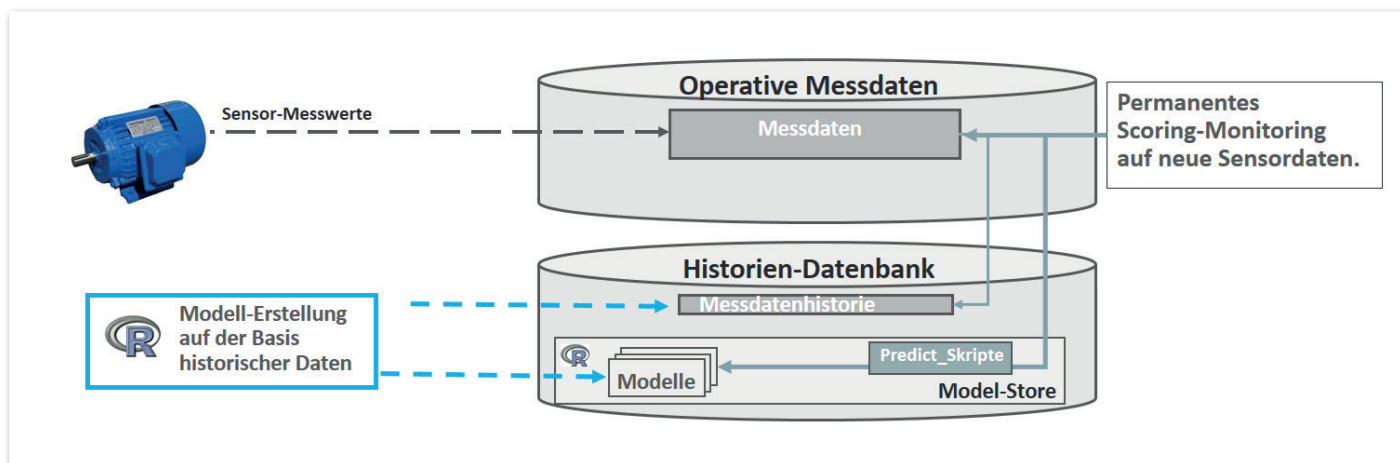 Operative Messdaten
Sensor-Messwerte
Messdaten
Permanentes
Scoring-Monitoring
auf neue Sensordaten.
Historien-Datenbank
Messdatenhistorie
R
Modell-Erstellung
auf der Basis
historischer Daten
R
Modelle
Predict_Skripte
Model-Store